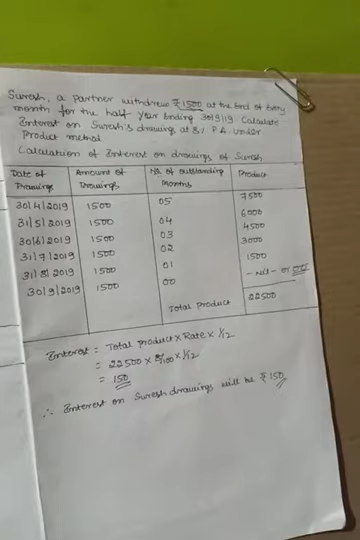 Suresh, a partner withdrew ₹1500 at the End of Every
month for the half year Ending 30/9/19 Calculate
Interest on Suresh's drawing at 8% P.A. under
Product method
Calculation of Interest on drawings of Suresh
Date of Drawings | Amount of Drawings | No. of outstanding Months | Product
30/4/2019 | 1500 | 05 | 7500
31/5/2019 | 1500 | 04 | 6000
30/6/2019 | 1500 | 03 | 4500
31/7/2019 | 1500 | 02 | 3000
31/8/2019 | 1500 | 01 | 1500
30/9/2019 | 1500 | 00 | - nil - or 00
Total product | 22500
Interest = Total product × Rate × 1/12
= 22500 × 8/100 × 1/12
= 150
∴ Interest on Suresh drawings will be ₹150